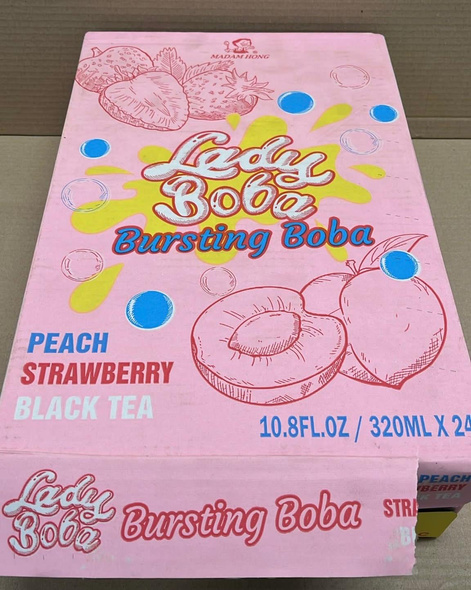 MADAM HONG
Lady
Boba
Bursting Boba
PEACH
STRAWBERRY
BLACK TEA
10.8FL.OZ / 320ML X 24
PEACH
BERRY
K TEA
Lady
Boba
Bursting Boba
STRA
B